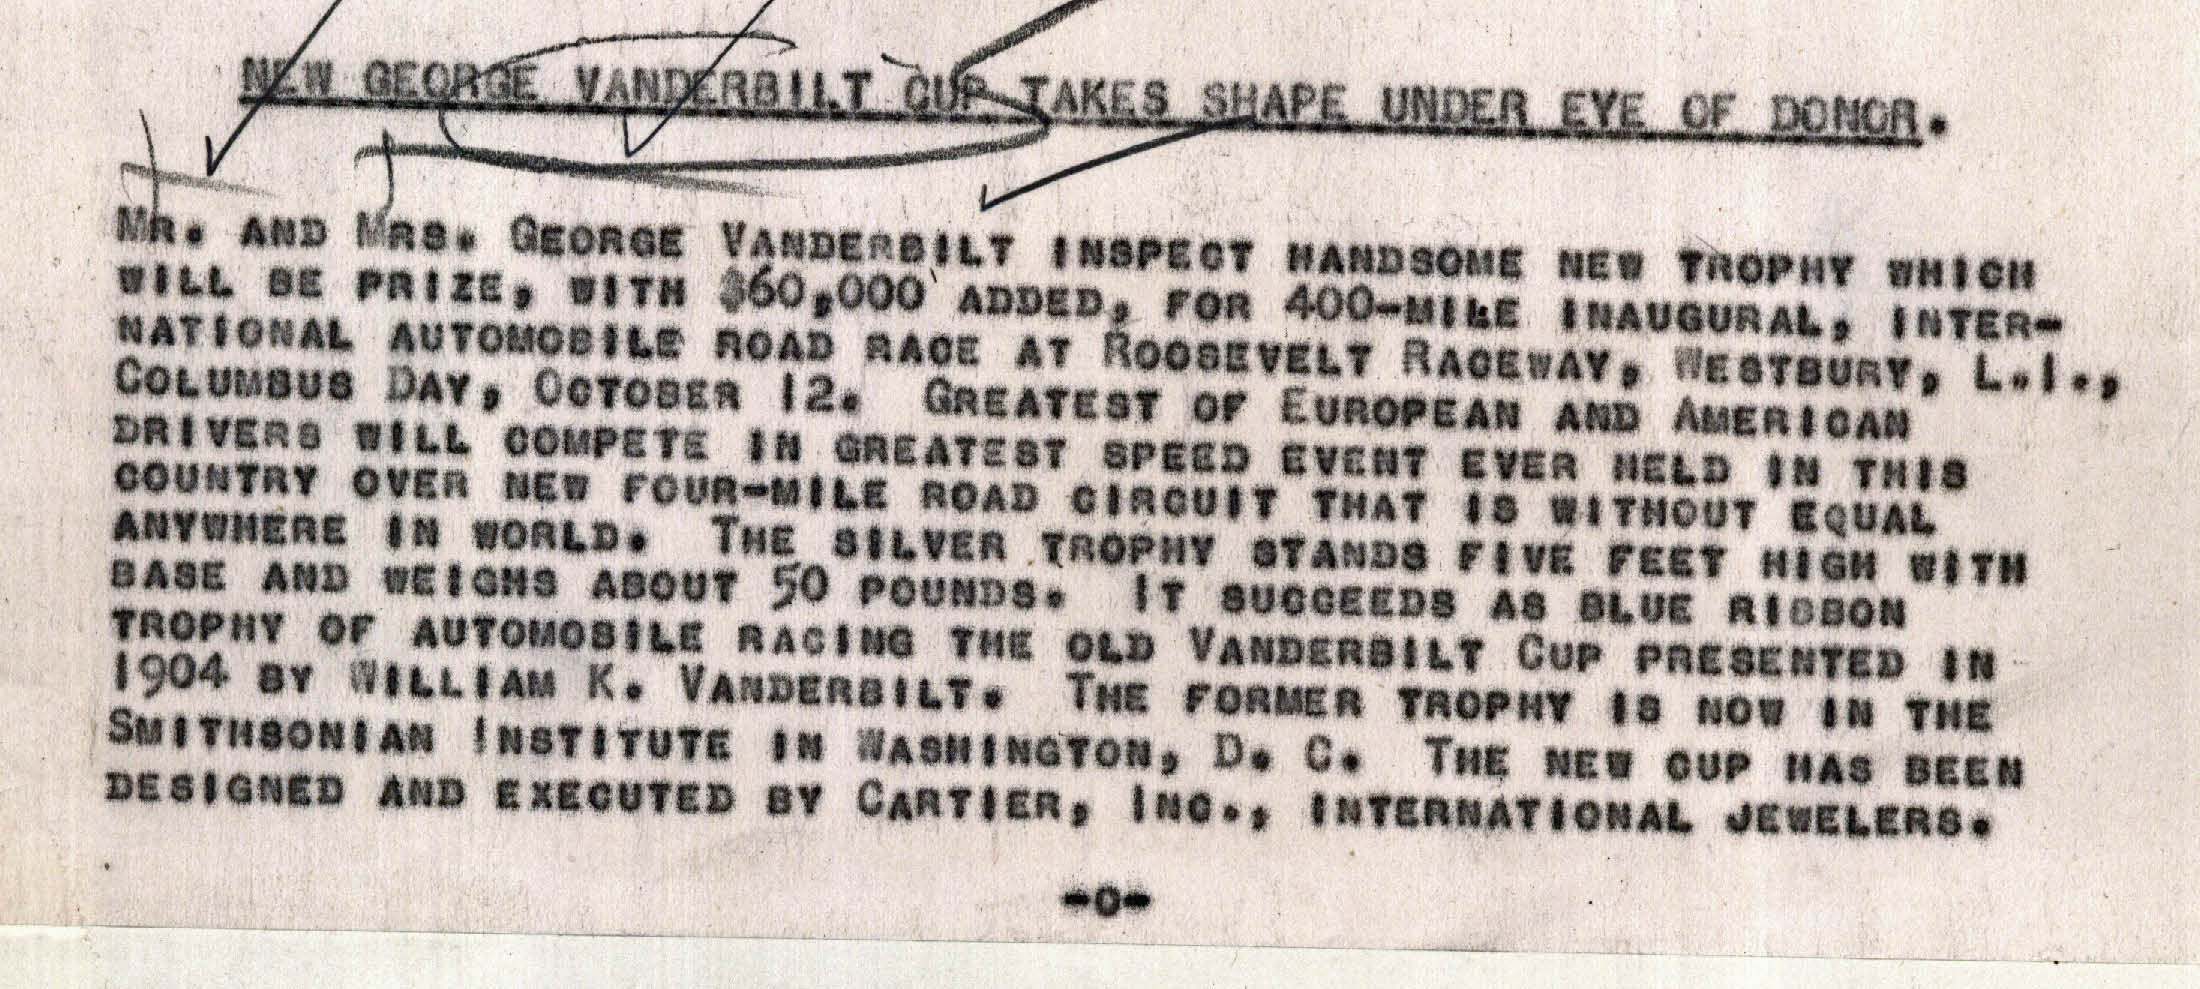 NEW GEORGE VANDERBILT CUP TAKES SHAPE UNDER EYE OF DONOR.
MR. AND MRS. GEORGE VANDERBILT INSPECT HANDSOME NEW TROPHY WHICH
WILL BE PRIZE, WITH $60,000 ADDED, FOR 400-MILE INAUGURAL, INTER-
NATIONAL AUTOMOBILE ROAD RACE AT ROOSEVELT RACEWAY, WESTBURY, L.I.,
COLUMBUS DAY, OCTOBER 12. GREATEST OF EUROPEAN AND AMERICAN
DRIVERS WILL COMPETE IN GREATEST SPEED EVENT EVER HELD IN THIS
COUNTRY OVER NEW FOUR-MILE ROAD CIRCUIT THAT IS WITHOUT EQUAL
ANYWHERE IN WORLD. THE SILVER TROPHY STANDS FIVE FEET HIGH WITH
BASE AND WEIGHS ABOUT 50 POUNDS. IT SUCCEEDS AS BLUE RIBBON
TROPHY OF AUTOMOBILE RACING THE OLD VANDERBILT CUP PRESENTED IN
1904 BY WILLIAM K. VANDERBILT. THE FORMER TROPHY IS NOW IN THE
SMITHSONIAN INSTITUTE IN WASHINGTON, D. C. THE NEW CUP HAS BEEN
DESIGNED AND EXECUTED BY CARTIER, INC., INTERNATIONAL JEWELERS.
-0-